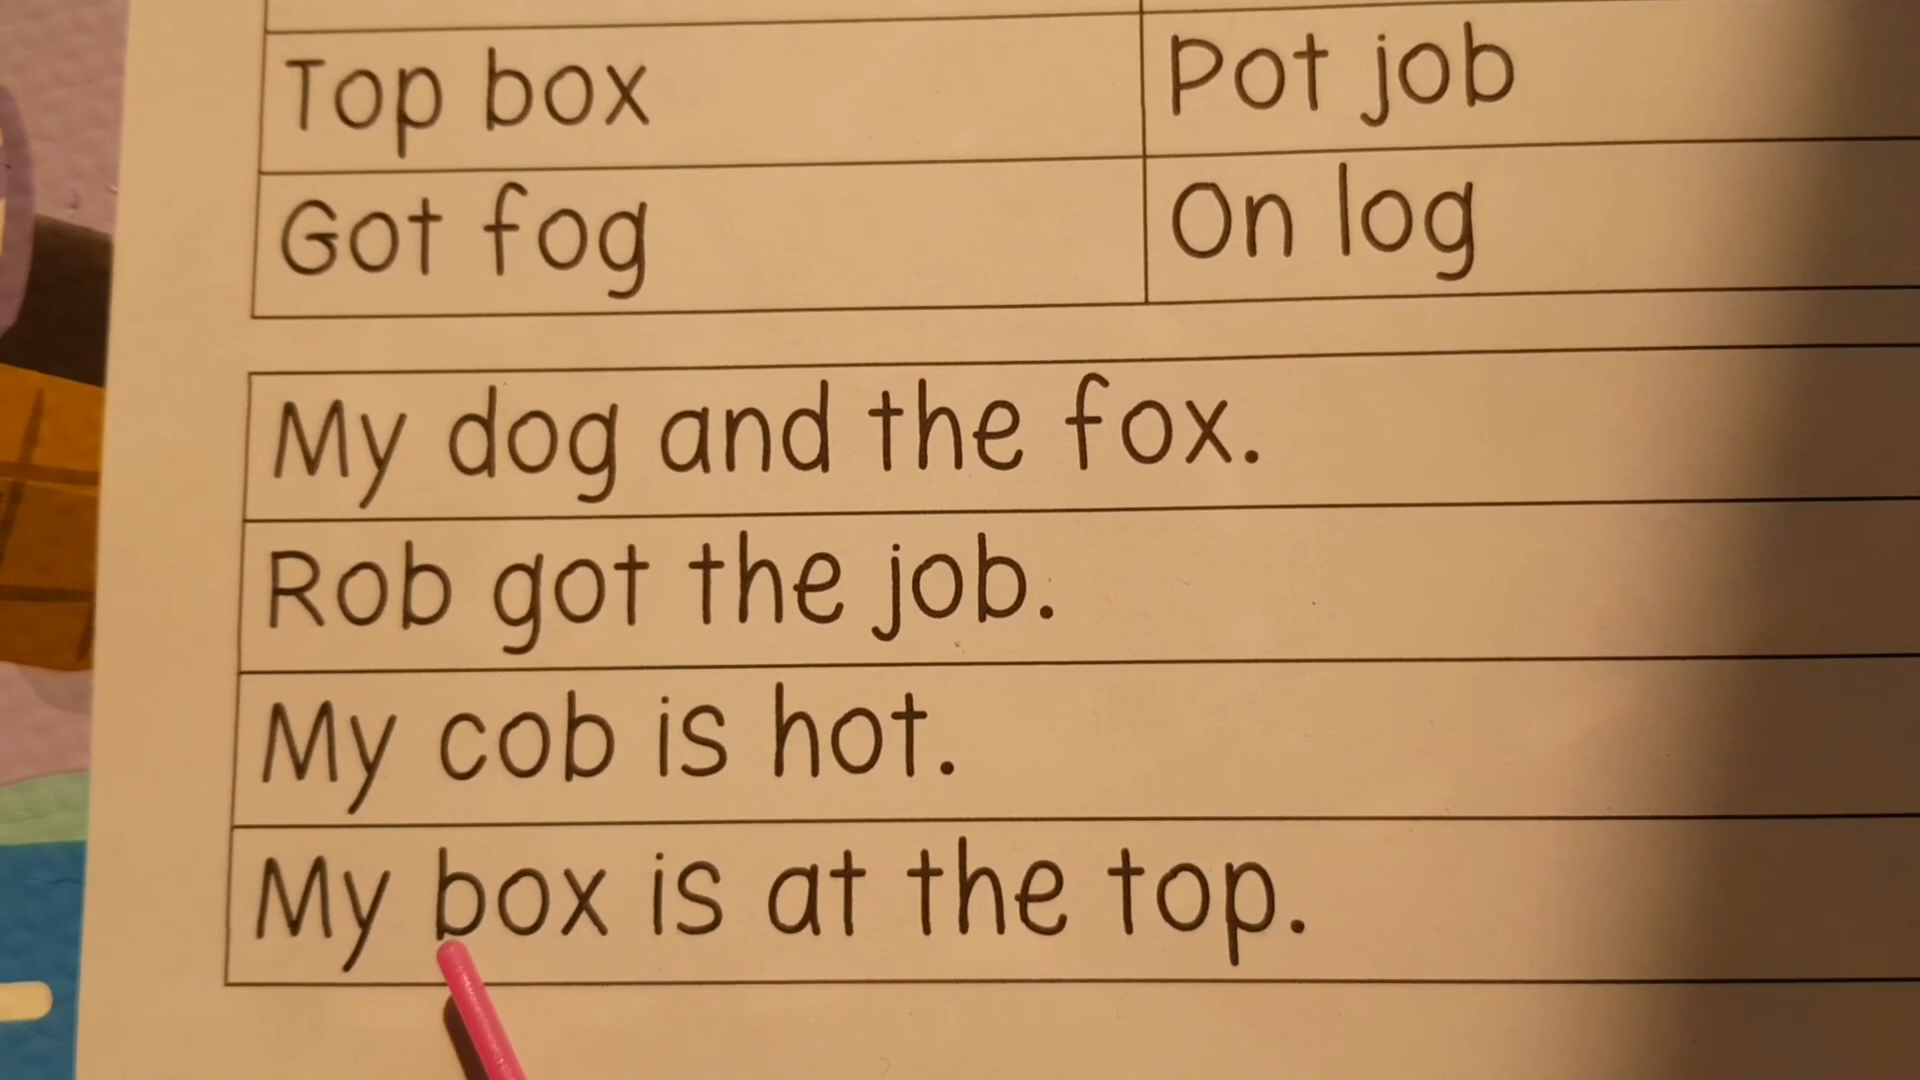 Top box
Pot job
Got fog
On log
My dog and the fox.
Rob got the job.
My cob is hot.
My box is at the top.